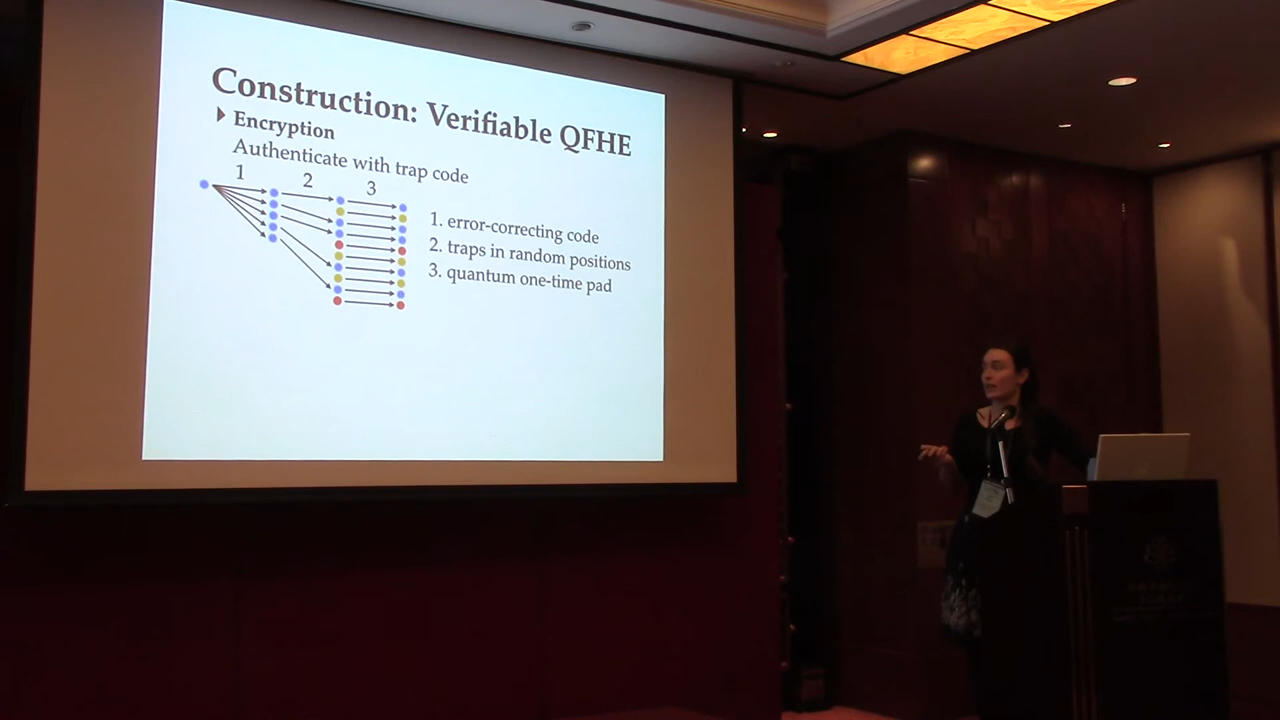 Construction: Verifiable QFHE
Encryption
Authenticate with trap code
1 2 3
1. error-correcting code
2. traps in random positions
3. quantum one-time pad